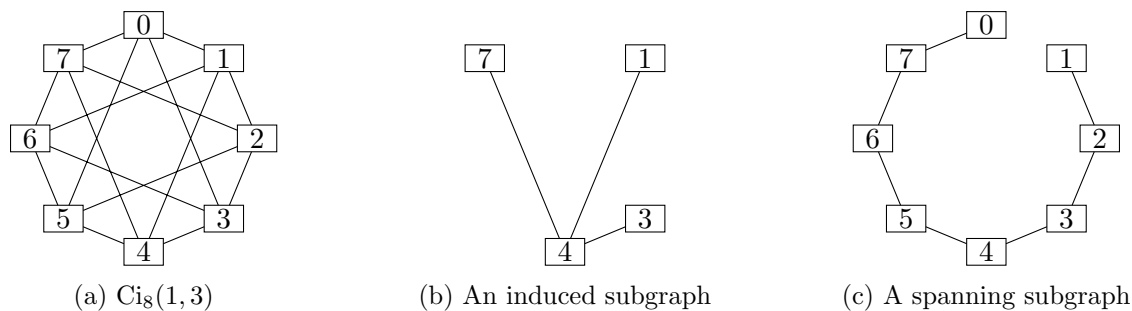 0 0
7 1 7 1 7 1
6 2 6 2
5 3 3 5 3
4 4 4
(a) Ci₈(1, 3) (b) An induced subgraph (c) A spanning subgraph